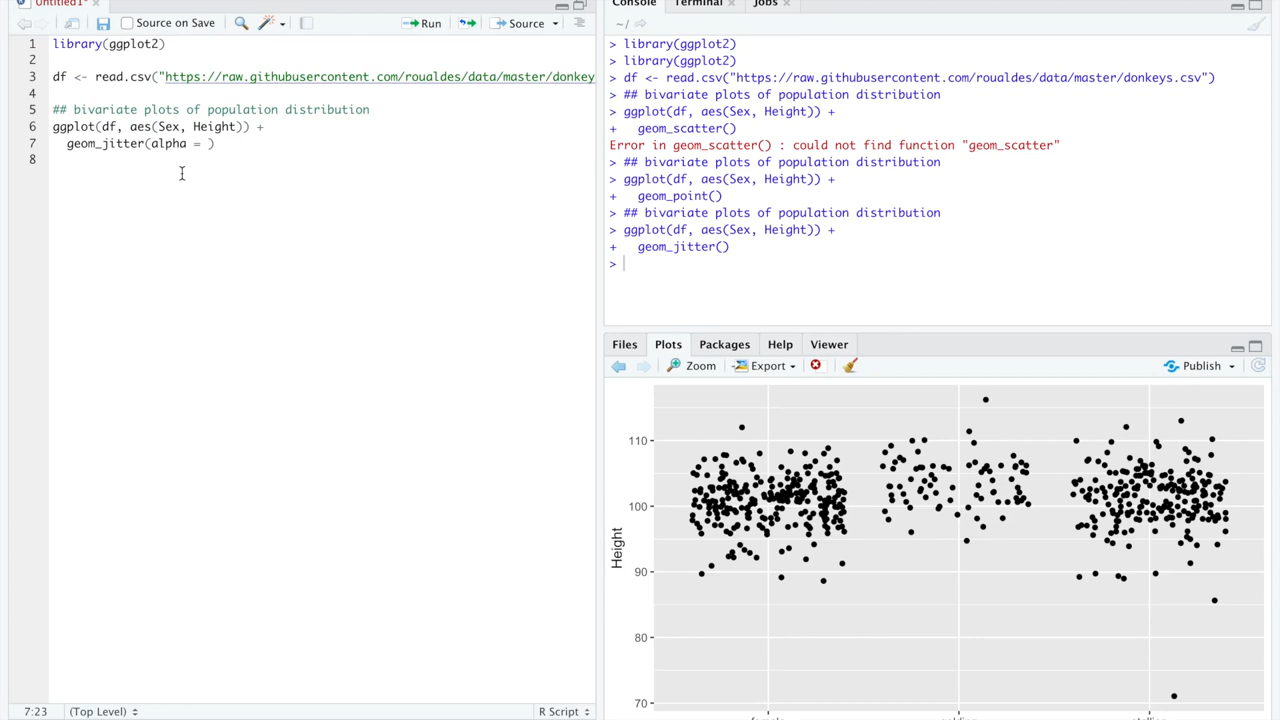 Untitled1*
Source on Save
Run
Source
1 library(ggplot2)
2
3 df <- read.csv("https://raw.githubusercontent.com/roualdes/data/master/donkey
4
5 ## bivariate plots of population distribution
6 ggplot(df, aes(Sex, Height)) +
7 geom_jitter(alpha = )
8
7:23 (Top Level) R Script
Console Terminal Jobs
~/
> library(ggplot2)
> library(ggplot2)
> df <- read.csv("https://raw.githubusercontent.com/roualdes/data/master/donkeys.csv")
> ## bivariate plots of population distribution
> ggplot(df, aes(Sex, Height)) +
+ geom_scatter()
Error in geom_scatter() : could not find function "geom_scatter"
> ## bivariate plots of population distribution
> ggplot(df, aes(Sex, Height)) +
+ geom_point()
> ## bivariate plots of population distribution
> ggplot(df, aes(Sex, Height)) +
+ geom_jitter()
>
Files Plots Packages Help Viewer
Zoom Export Publish
110
100
90
80
70
Height